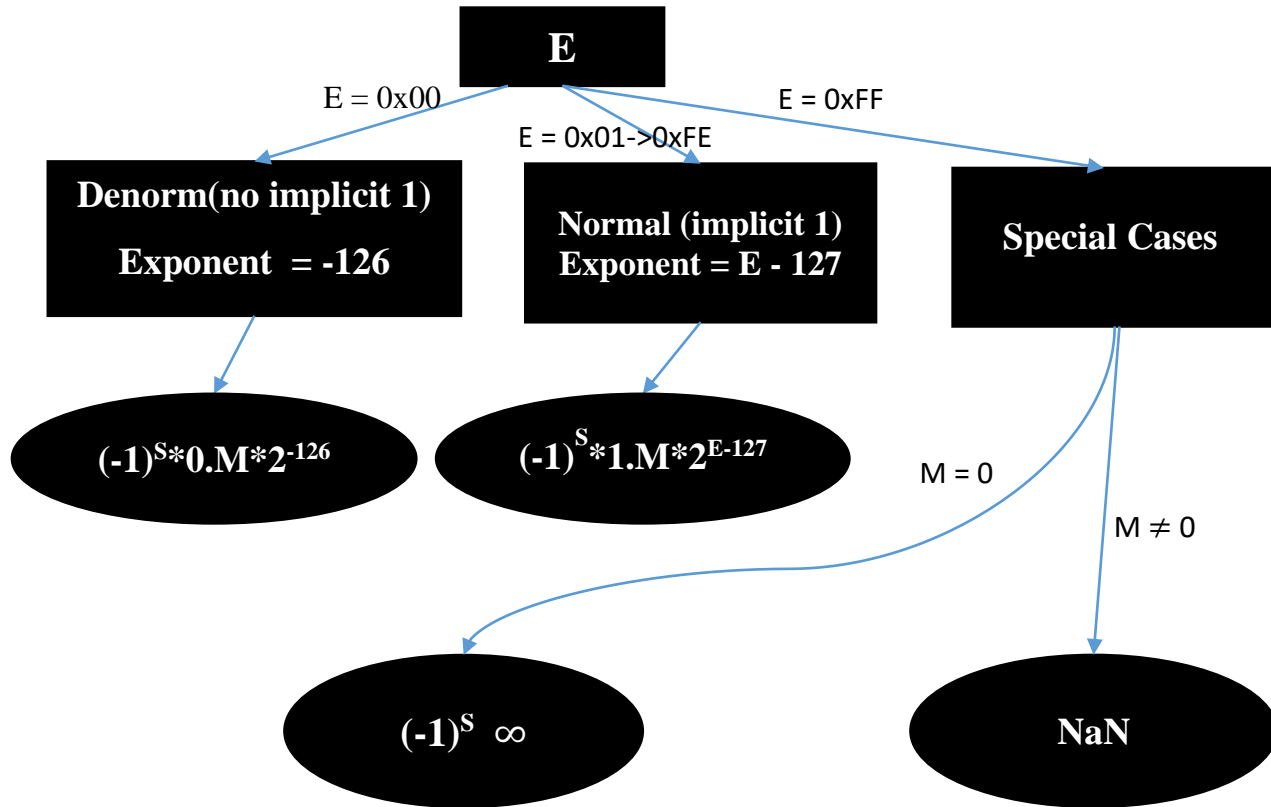 E
E = 0x00
E = 0xFF
E = 0x01->0xFE
Denorm(no implicit 1)
Exponent = -126
Normal (implicit 1)
Exponent = E - 127
Special Cases
(-1)^S*0.M*2^-126
(-1)^S*1.M*2^E-127
M = 0
M ≠ 0
(-1)^S ∞
NaN